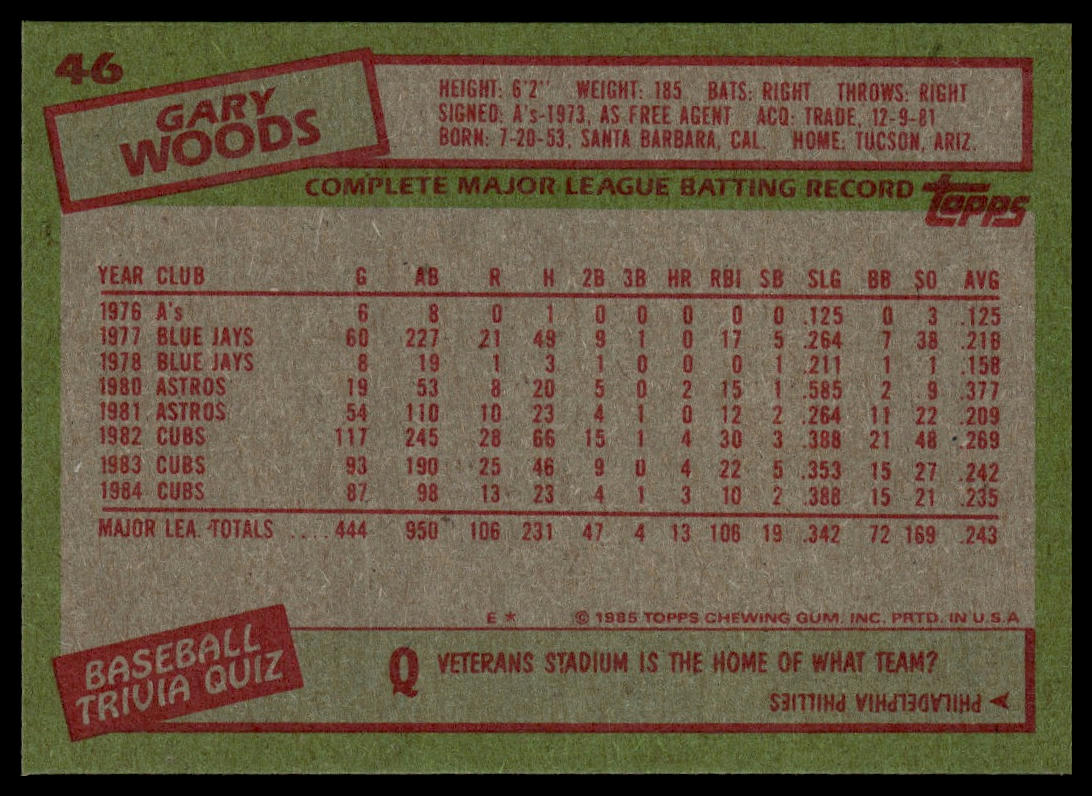 46
GARY
WOODS
HEIGHT: 6'2" WEIGHT: 185 BATS: RIGHT THROWS: RIGHT
SIGNED: A's-1973, AS FREE AGENT ACQ: TRADE, 12-9-81
BORN: 7-20-53, SANTA BARBARA, CAL. HOME: TUCSON, ARIZ.
COMPLETE MAJOR LEAGUE BATTING RECORD topps
YEAR CLUB G AB R H 2B 3B HR RBI SB SLG BB SO AVG
1976 A's 6 8 0 1 0 0 0 0 0 .125 0 3 .125
1977 BLUE JAYS 60 227 21 49 9 1 0 17 5 .264 7 38 .216
1978 BLUE JAYS 8 19 1 3 1 0 0 0 1 .211 1 1 .158
1980 ASTROS 19 53 8 20 5 0 2 15 1 .585 2 9 .377
1981 ASTROS 54 110 10 23 4 1 0 12 2 .264 11 22 .209
1982 CUBS 117 245 28 66 15 1 4 30 3 .388 21 48 .269
1983 CUBS 93 190 25 46 9 0 4 22 5 .353 15 27 .242
1984 CUBS 87 98 13 23 4 1 3 10 2 .388 15 21 .235
MAJOR LEA. TOTALS ....444 950 106 231 47 4 13 106 19 .342 72 169 .243
E * © 1985 TOPPS CHEWING GUM, INC. PRTD. IN U.S.A
BASEBALL
TRIVIA QUIZ
Q VETERANS STADIUM IS THE HOME OF WHAT TEAM?
PHILADELPHIA PHILLIES